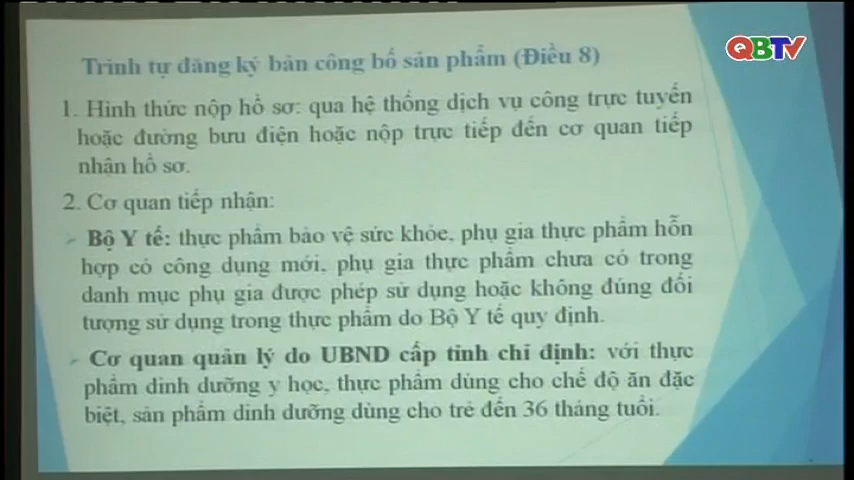 QBTV
Trình tự đăng ký bản công bố sản phẩm (Điều 8)
1. Hình thức nộp hồ sơ: qua hệ thống dịch vụ công trực tuyến
hoặc đường bưu điện hoặc nộp trực tiếp đến cơ quan tiếp
nhận hồ sơ.
2. Cơ quan tiếp nhận:
Bộ Y tế: thực phẩm bảo vệ sức khỏe, phụ gia thực phẩm hỗn
hợp có công dụng mới, phụ gia thực phẩm chưa có trong
danh mục phụ gia được phép sử dụng hoặc không đúng đối
tượng sử dụng trong thực phẩm do Bộ Y tế quy định.
Cơ quan quản lý do UBND cấp tỉnh chỉ định: với thực
phẩm dinh dưỡng y học, thực phẩm dùng cho chế độ ăn đặc
biệt, sản phẩm dinh dưỡng dùng cho trẻ đến 36 tháng tuổi.